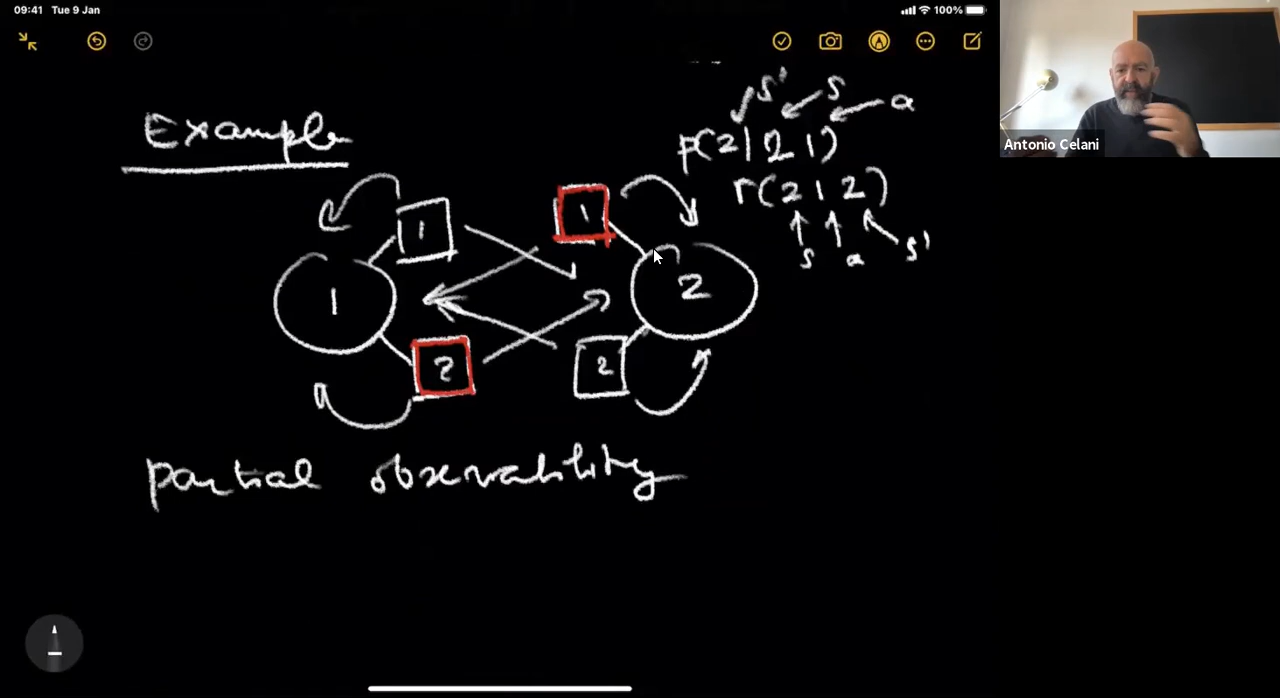 09:41 Tue 9 Jan 100%
Antonio Celani
Example
s' s a
p(2|2 1)
r(2 1 2)
s a s'
1 1
1 2
2 2
partial observability